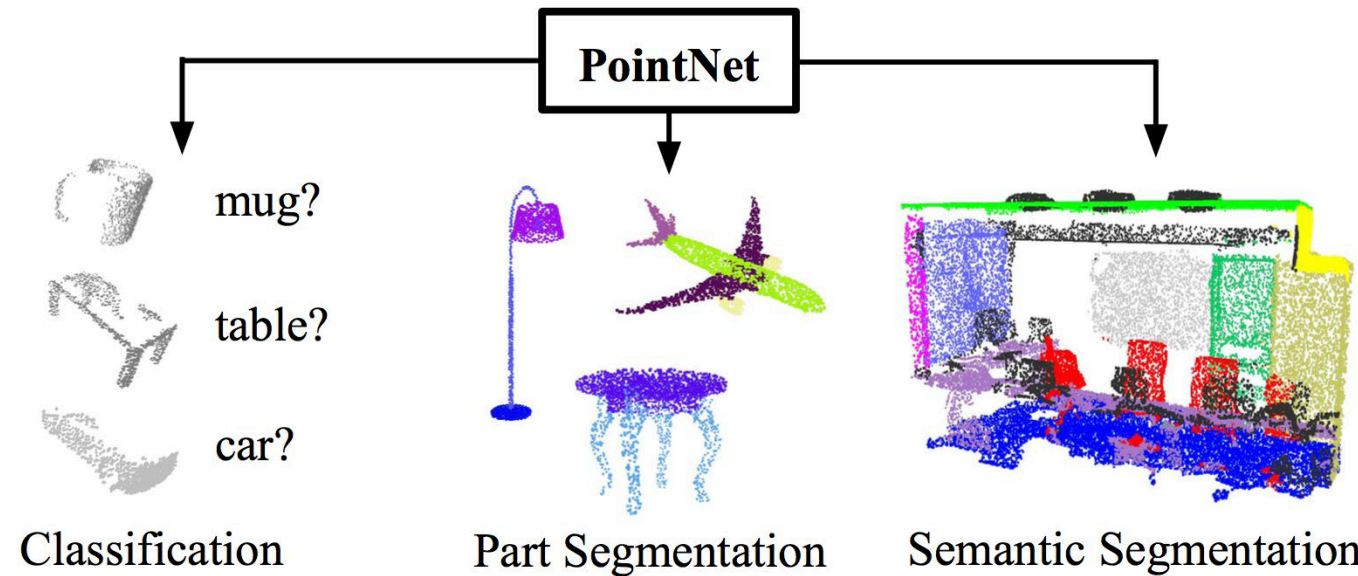 PointNet
mug?
table?
car?
Classification
Part Segmentation
Semantic Segmentation